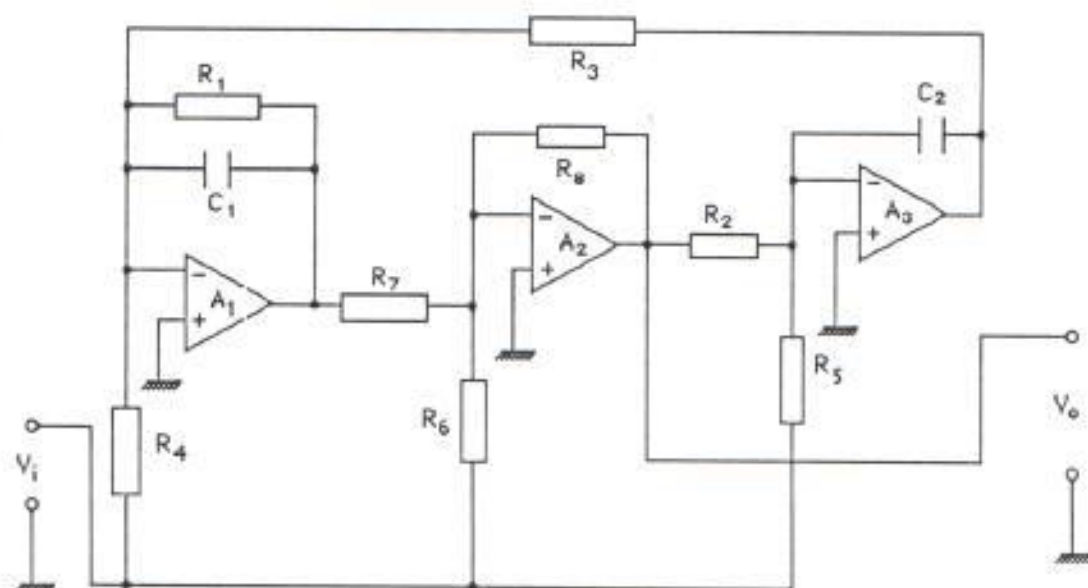 R3
R1
C2
C1
R8
R2
A3
A2
A1
R7
R5
R6
R4
Vo
Vi
− + − + − +